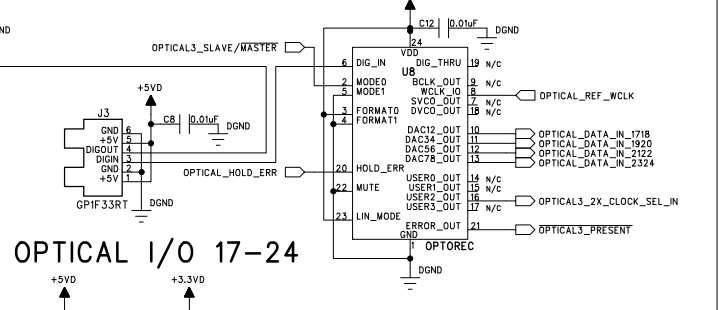 ND
C12
0.01uF
DGND
24
VDD
OPTICAL3_SLAVE/MASTER
6 DIG_IN
DIG_THRU 19 N/C
U8
2 MODE0
5 MODE1
BCLK_OUT 9 N/C
WCLK_IO 8 OPTICAL_REF_WCLK
SVCO_OUT 7 N/C
DVCO_OUT 18 N/C
+5VD
3 FORMAT0
4 FORMAT1
J3
C8 0.01uF
DGND
GND 6
+5V 5
DIGOUT 4
DIGIN 3
GND 2
+5V 1
GP1F33RT
DGND
DAC12_OUT 10 OPTICAL_DATA_IN_1718
DAC34_OUT 11 OPTICAL_DATA_IN_1920
DAC56_OUT 12 OPTICAL_DATA_IN_2122
DAC78_OUT 13 OPTICAL_DATA_IN_2324
OPTICAL_HOLD_ERR
20 HOLD_ERR
22 MUTE
23 LIN_MODE
USER0_OUT 14 N/C
USER1_OUT 15 N/C
USER2_OUT 16 OPTICAL3_2X_CLOCK_SEL_IN
USER3_OUT 17 N/C
ERROR_OUT 21 OPTICAL3_PRESENT
GND
1
OPTOREC
DGND
OPTICAL I/O 17-24
+5VD
+3.3VD